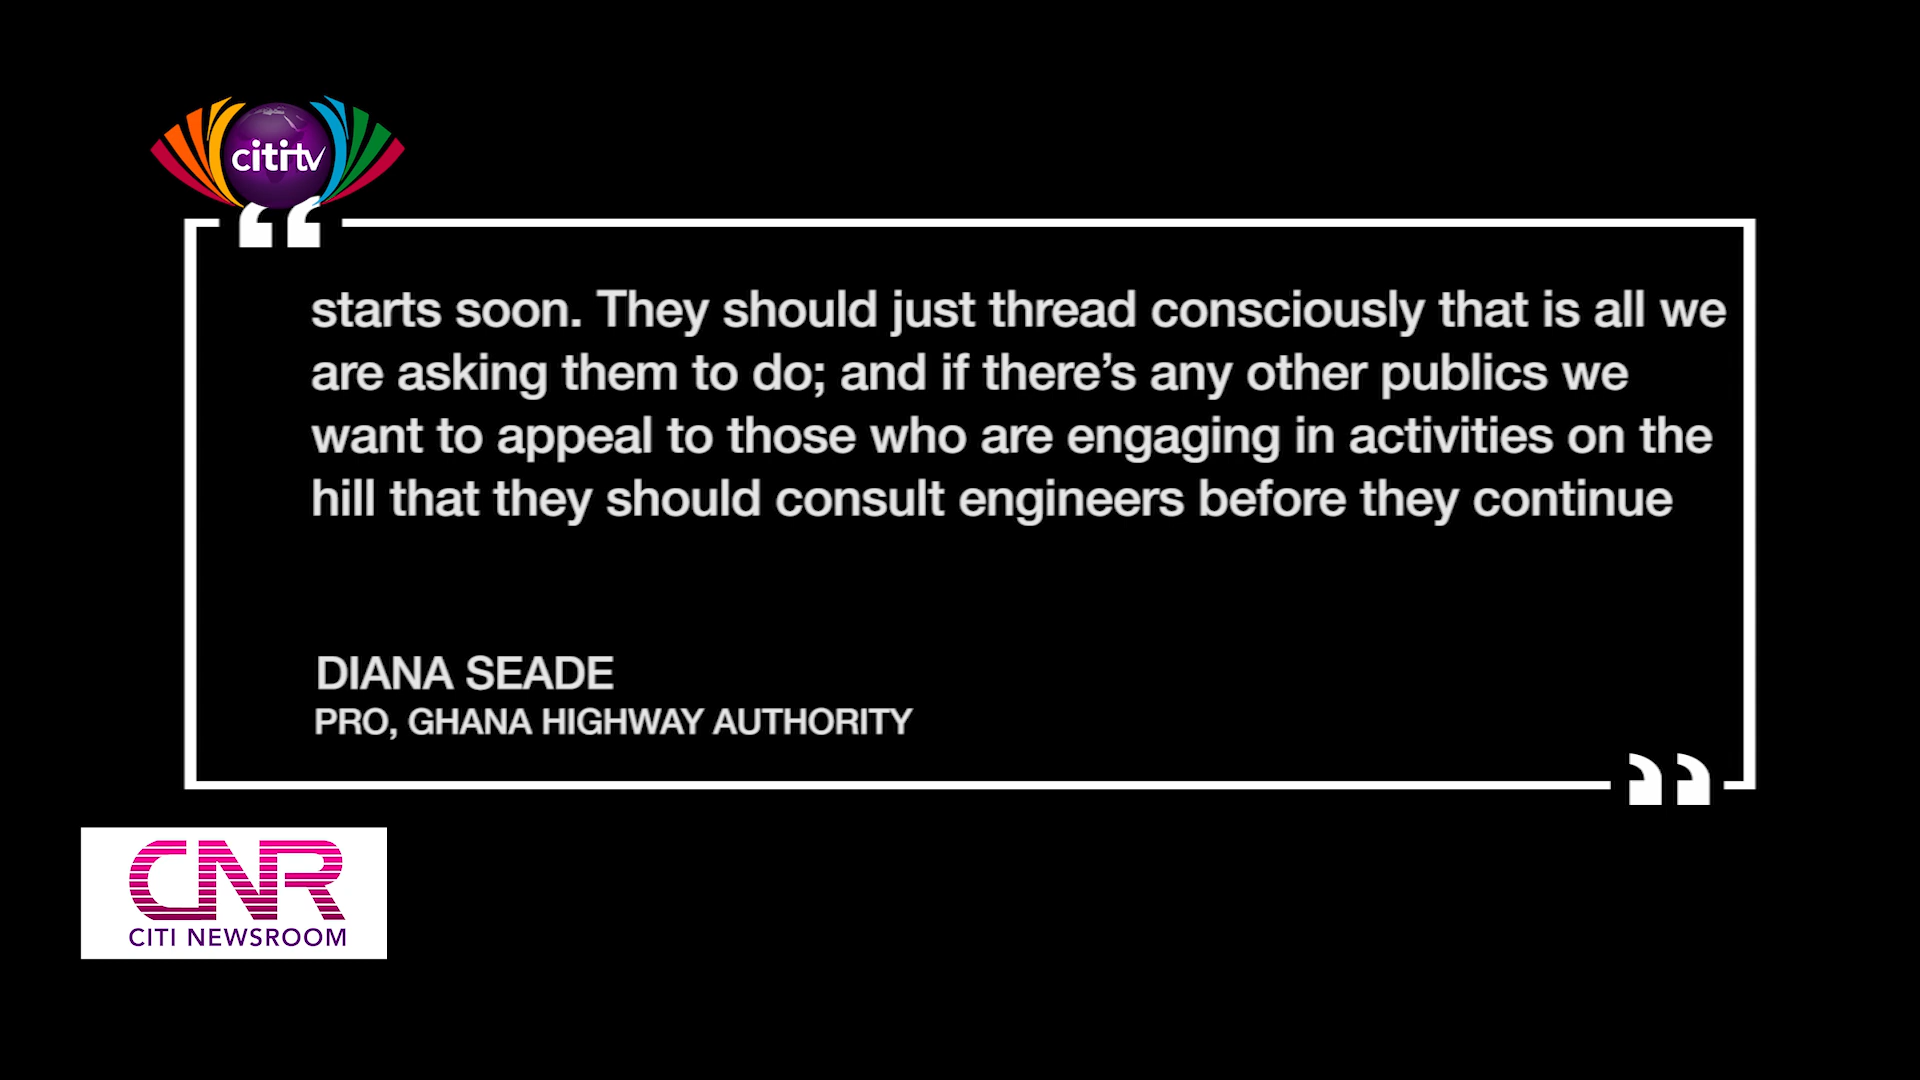 cititv
starts soon. They should just thread consciously that is all we
are asking them to do; and if there’s any other publics we
want to appeal to those who are engaging in activities on the
hill that they should consult engineers before they continue
DIANA SEADE
PRO, GHANA HIGHWAY AUTHORITY
CNR
CITI NEWSROOM